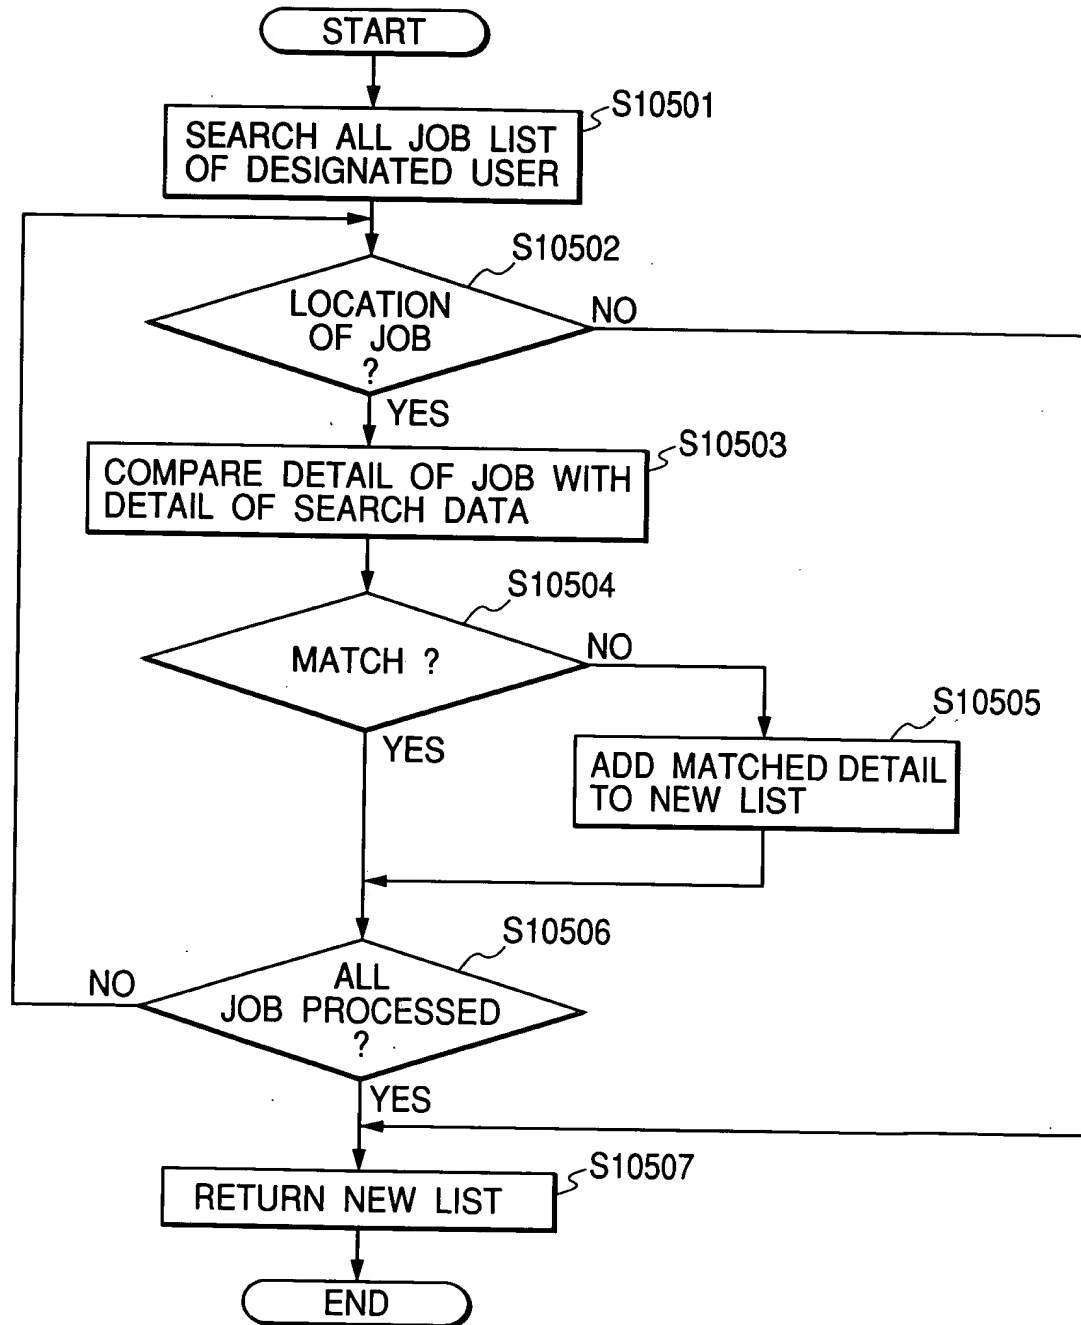 START
S10501
SEARCH ALL JOB LIST
OF DESIGNATED USER
S10502
LOCATION
OF JOB
?
NO
YES
S10503
COMPARE DETAIL OF JOB WITH
DETAIL OF SEARCH DATA
S10504
MATCH ?
NO
YES
S10505
ADD MATCHED DETAIL
TO NEW LIST
S10506
ALL
JOB PROCESSED
?
NO
YES
S10507
RETURN NEW LIST
END